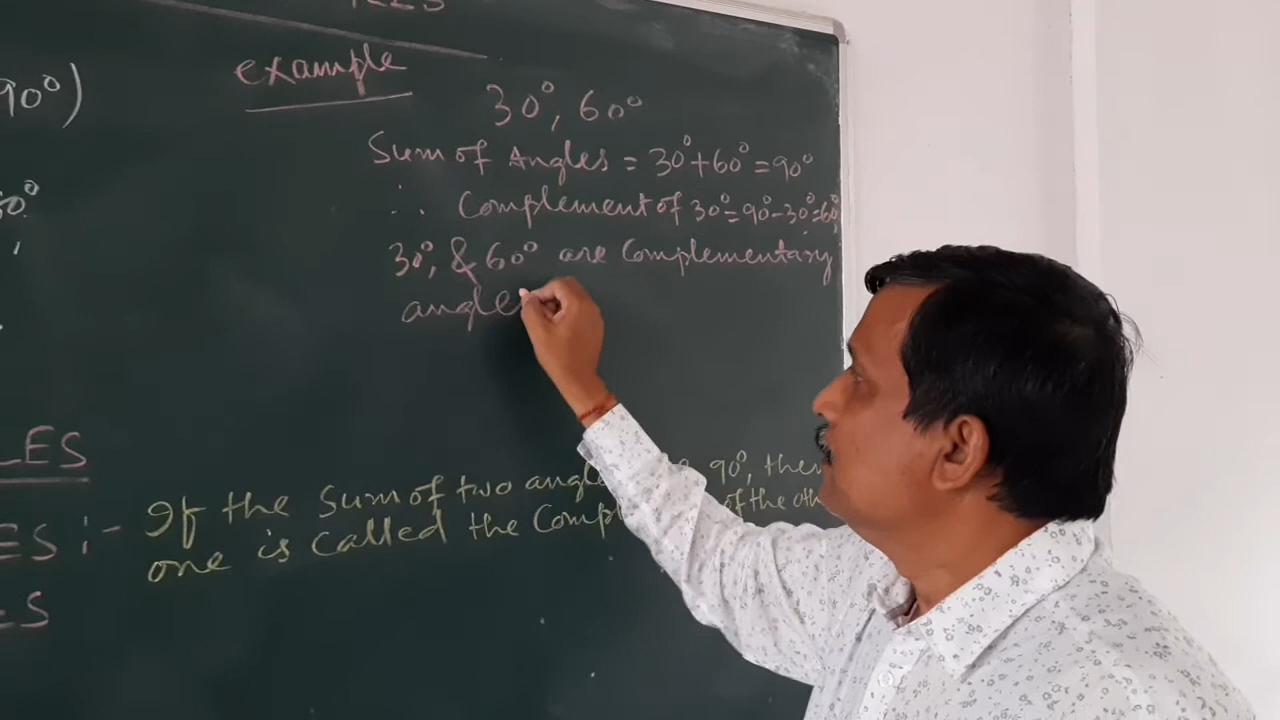 90°)
example
30°, 60°
Sum of Angles = 30°+60°=90°
∴ Complement of 30°=90°-30°=60°
30°, & 60° are Complementary
angles
LES
ES :- If the Sum of two angle 90°, then
one is called the Comp of the oth
ES